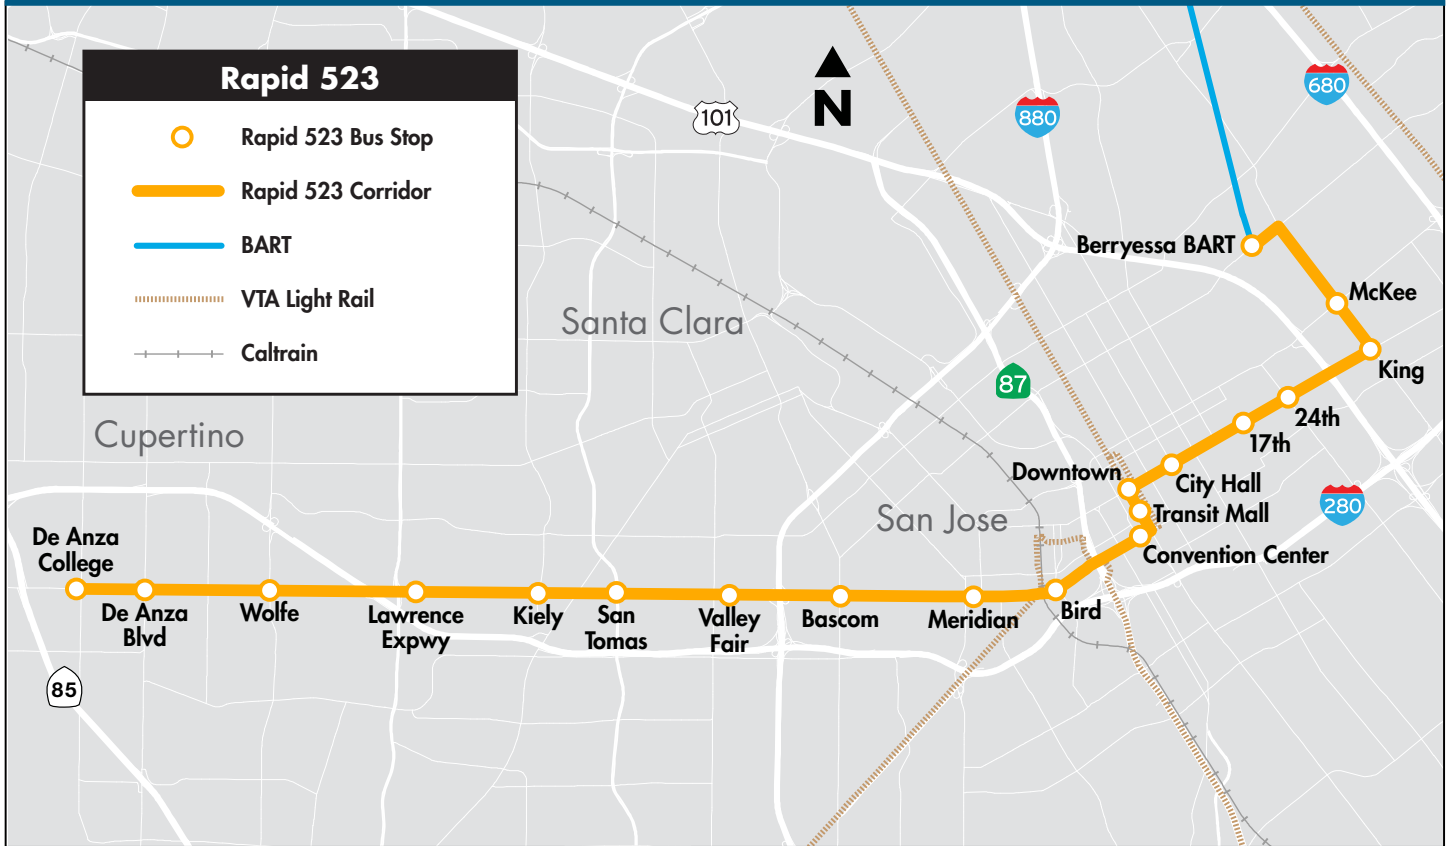 Rapid 523
Rapid 523 Bus Stop
Rapid 523 Corridor
BART
VTA Light Rail
Caltrain
N
101
880
680
Berryessa BART
McKee
King
24th
17th
City Hall
Downtown
Transit Mall
Convention Center
87
280
Santa Clara
Cupertino
San Jose
De Anza
College
De Anza
Blvd
Wolfe
Lawrence
Expwy
Kiely
San
Tomas
Valley
Fair
Bascom
Meridian
Bird
85